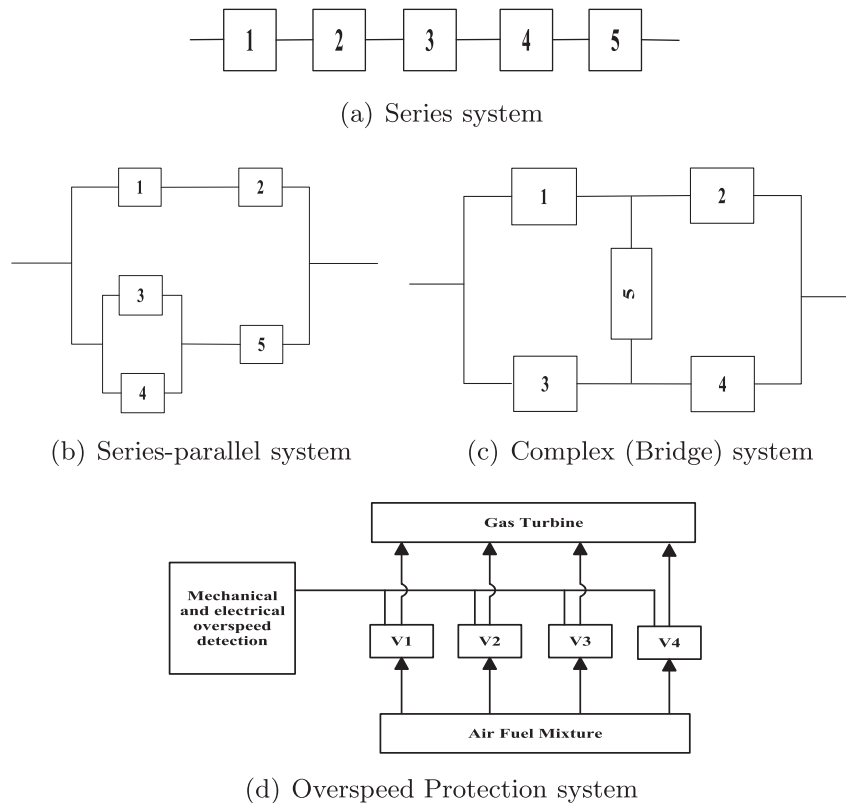 1 2 3 4 5
(a) Series system
1 2
3
5
4
(b) Series-parallel system
1 2
5
3 4
(c) Complex (Bridge) system
Gas Turbine
Mechanical
and electrical
overspeed
detection
V1 V2 V3 V4
Air Fuel Mixture
(d) Overspeed Protection system